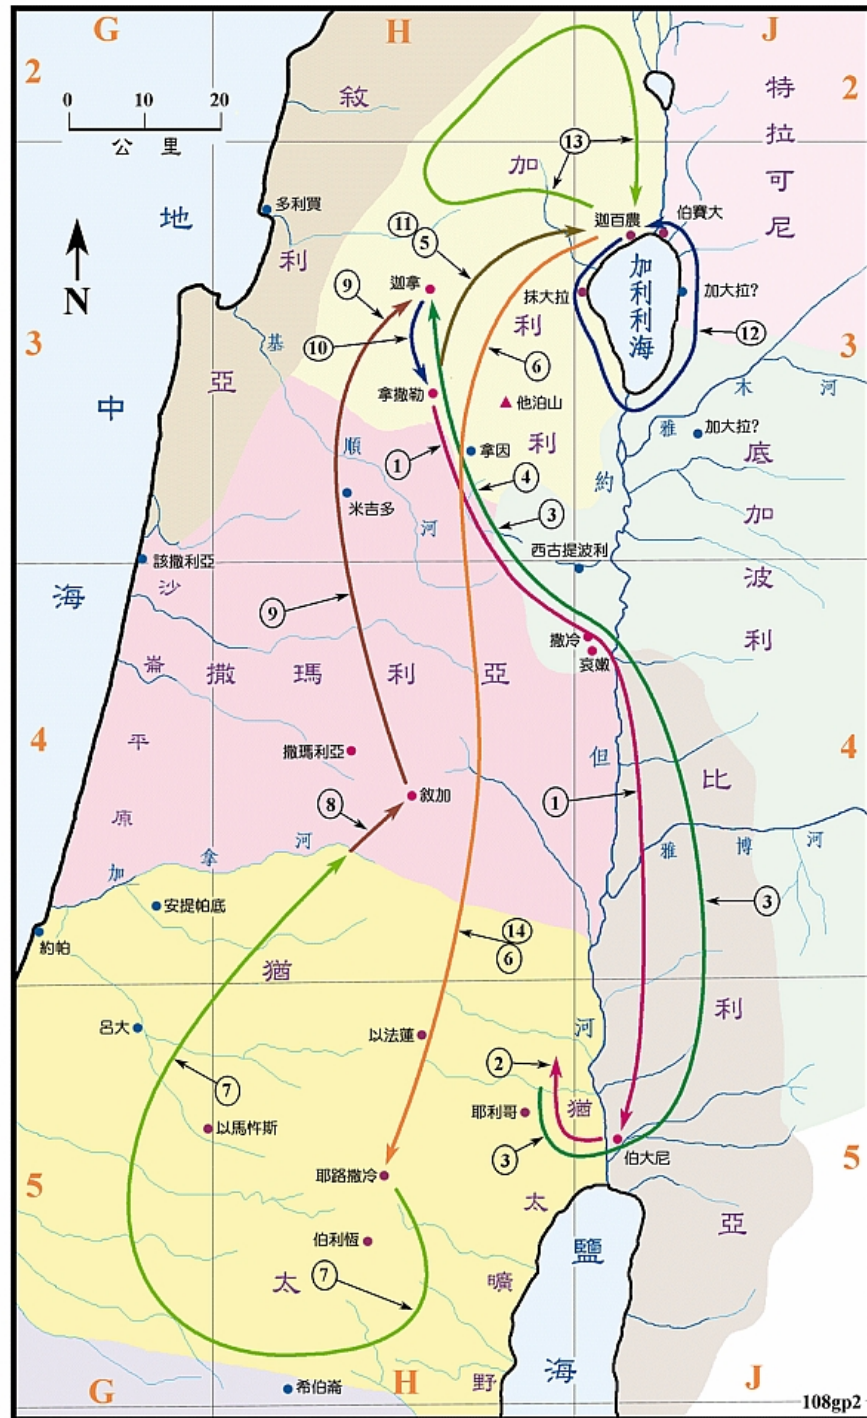 G
H
J
2
2
0
10
20
公里
敘利亞
特拉可尼
加利利
13
多利買
迦百農
伯賽大
地中海
11
5
N
9
迦拿
抹大拉
加利利海
加大拉?
12
10
6
3
3
基順河
拿撒勒
他泊山
雅木河
加大拉?
1
拿因
4
3
米吉多
約但河
底加波利
西古提波利
該撒利亞
沙崙平原
9
撒瑪利亞
撒冷
哀嫩
4
4
撒瑪利亞
敘加
8
1
比利亞
雅博河
加拿河
3
安提帕底
約帕
14
6
猶太
呂大
以法蓮
2
7
耶利哥
猶太曠野
以馬忤斯
3
伯大尼
5
5
耶路撒冷
伯利恆
7
鹽海
希伯崙
G
H
J
108gp2